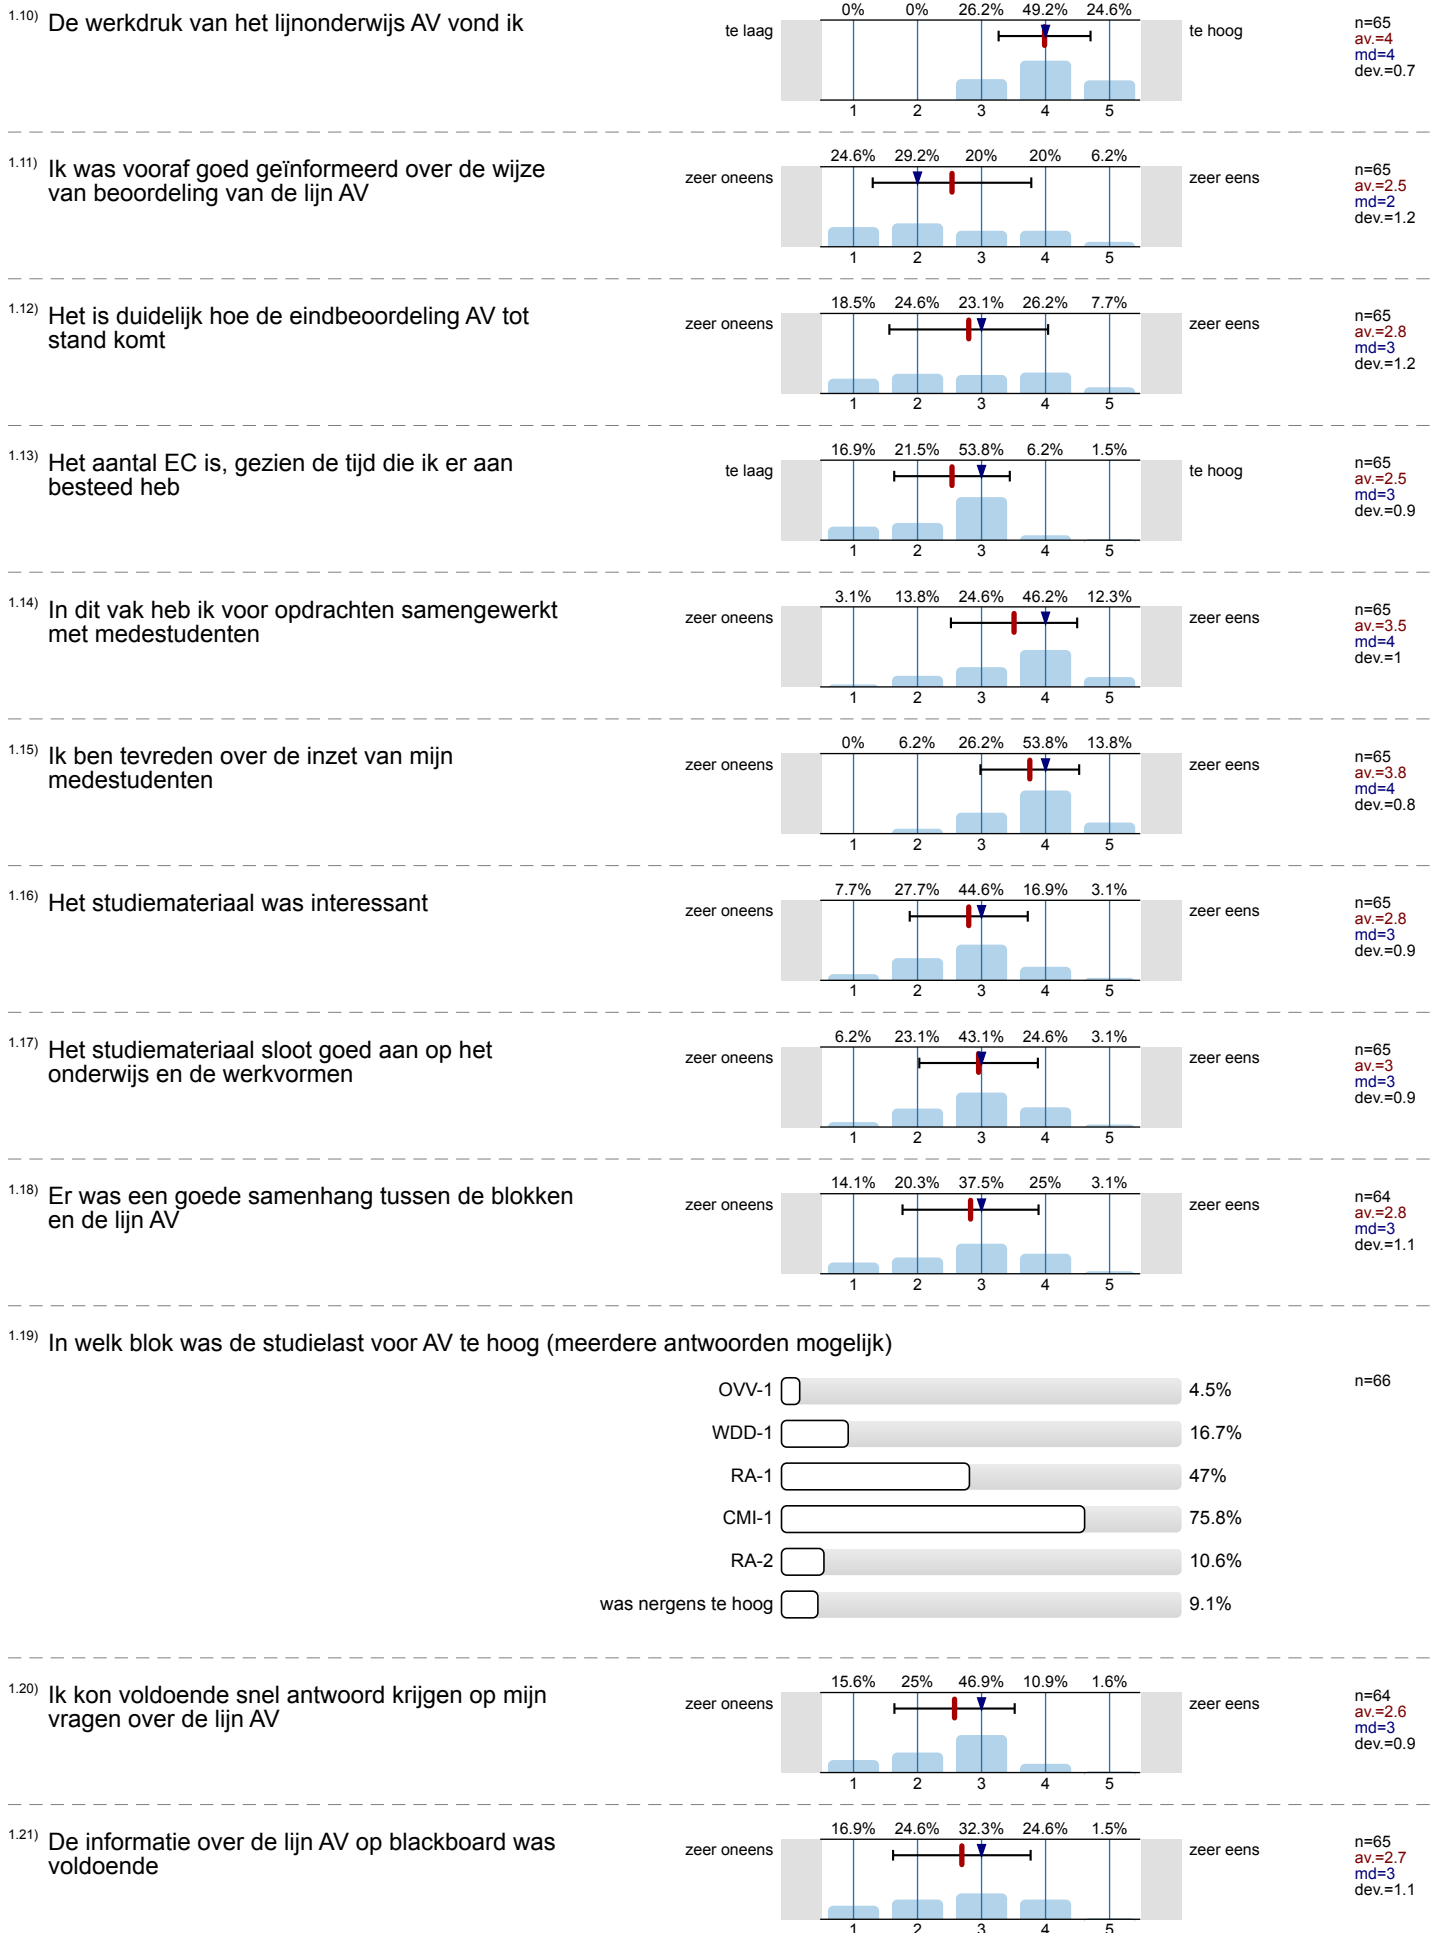 1.10) De werkdruk van het lijnonderwijs AV vond ik
te laag
0% 0% 26.2% 49.2% 24.6%
1 2 3 4 5
te hoog
n=65
av.=4
md=4
dev.=0.7
1.11) Ik was vooraf goed geïnformeerd over de wijze
van beoordeling van de lijn AV
zeer oneens
24.6% 29.2% 20% 20% 6.2%
1 2 3 4 5
zeer eens
n=65
av.=2.5
md=2
dev.=1.2
1.12) Het is duidelijk hoe de eindbeoordeling AV tot
stand komt
zeer oneens
18.5% 24.6% 23.1% 26.2% 7.7%
1 2 3 4 5
zeer eens
n=65
av.=2.8
md=3
dev.=1.2
1.13) Het aantal EC is, gezien de tijd die ik er aan
besteed heb
te laag
16.9% 21.5% 53.8% 6.2% 1.5%
1 2 3 4 5
te hoog
n=65
av.=2.5
md=3
dev.=0.9
1.14) In dit vak heb ik voor opdrachten samengewerkt
met medestudenten
zeer oneens
3.1% 13.8% 24.6% 46.2% 12.3%
1 2 3 4 5
zeer eens
n=65
av.=3.5
md=4
dev.=1
1.15) Ik ben tevreden over de inzet van mijn
medestudenten
zeer oneens
0% 6.2% 26.2% 53.8% 13.8%
1 2 3 4 5
zeer eens
n=65
av.=3.8
md=4
dev.=0.8
1.16) Het studiemateriaal was interessant
zeer oneens
7.7% 27.7% 44.6% 16.9% 3.1%
1 2 3 4 5
zeer eens
n=65
av.=2.8
md=3
dev.=0.9
1.17) Het studiemateriaal sloot goed aan op het
onderwijs en de werkvormen
zeer oneens
6.2% 23.1% 43.1% 24.6% 3.1%
1 2 3 4 5
zeer eens
n=65
av.=3
md=3
dev.=0.9
1.18) Er was een goede samenhang tussen de blokken
en de lijn AV
zeer oneens
14.1% 20.3% 37.5% 25% 3.1%
1 2 3 4 5
zeer eens
n=64
av.=2.8
md=3
dev.=1.1
1.19) In welk blok was de studielast voor AV te hoog (meerdere antwoorden mogelijk)
OVV-1 4.5% n=66
WDD-1 16.7%
RA-1 47%
CMI-1 75.8%
RA-2 10.6%
was nergens te hoog 9.1%
1.20) Ik kon voldoende snel antwoord krijgen op mijn
vragen over de lijn AV
zeer oneens
15.6% 25% 46.9% 10.9% 1.6%
1 2 3 4 5
zeer eens
n=64
av.=2.6
md=3
dev.=0.9
1.21) De informatie over de lijn AV op blackboard was
voldoende
zeer oneens
16.9% 24.6% 32.3% 24.6% 1.5%
1 2 3 4 5
zeer eens
n=65
av.=2.7
md=3
dev.=1.1